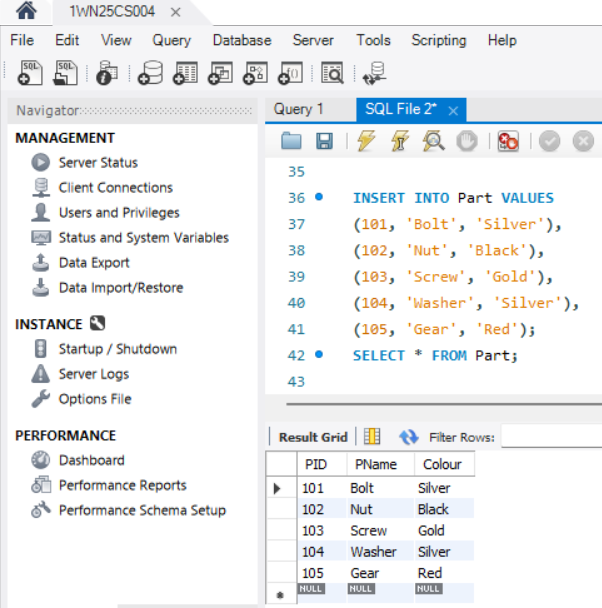 1WN25CS004
File Edit View Query Database Server Tools Scripting Help
SQL SQL
Navigator
MANAGEMENT
Server Status
Client Connections
Users and Privileges
Status and System Variables
Data Export
Data Import/Restore
INSTANCE
Startup / Shutdown
Server Logs
Options File
PERFORMANCE
Dashboard
Performance Reports
Performance Schema Setup
Query 1 SQL File 2*
35
36 INSERT INTO Part VALUES
37 (101, 'Bolt', 'Silver'),
38 (102, 'Nut', 'Black'),
39 (103, 'Screw', 'Gold'),
40 (104, 'Washer', 'Silver'),
41 (105, 'Gear', 'Red');
42 SELECT * FROM Part;
43
Result Grid Filter Rows:
PID PName Colour
101 Bolt Silver
102 Nut Black
103 Screw Gold
104 Washer Silver
105 Gear Red
NULL NULL NULL